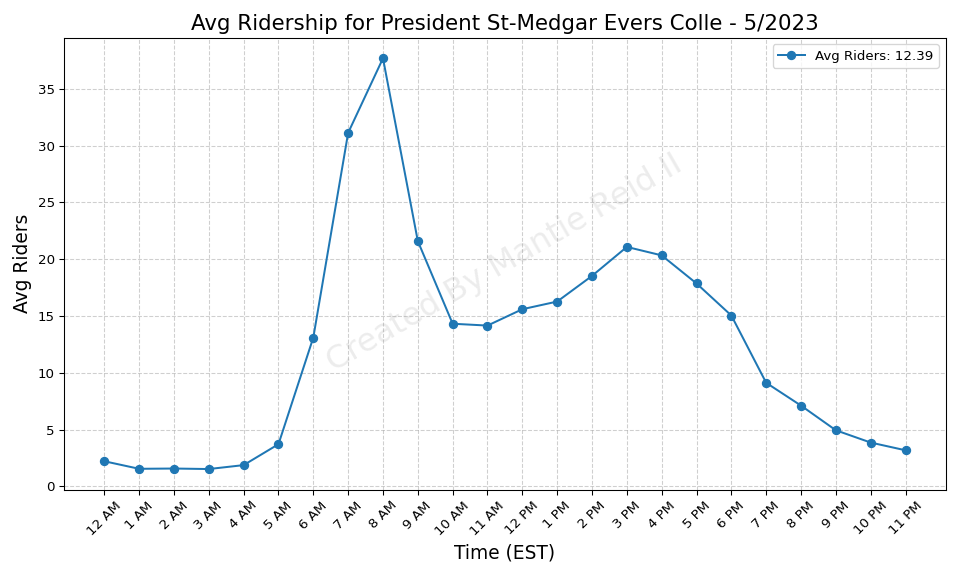 Avg Ridership for President St-Medgar Evers Colle - 5/2023
Avg Riders: 12.39
Avg Riders
35
30
25
20
15
10
5
0
Created By Mantie Reid II
12 AM
1 AM
2 AM
3 AM
4 AM
5 AM
6 AM
7 AM
8 AM
9 AM
10 AM
11 AM
12 PM
1 PM
2 PM
3 PM
4 PM
5 PM
6 PM
7 PM
8 PM
9 PM
10 PM
11 PM
Time (EST)